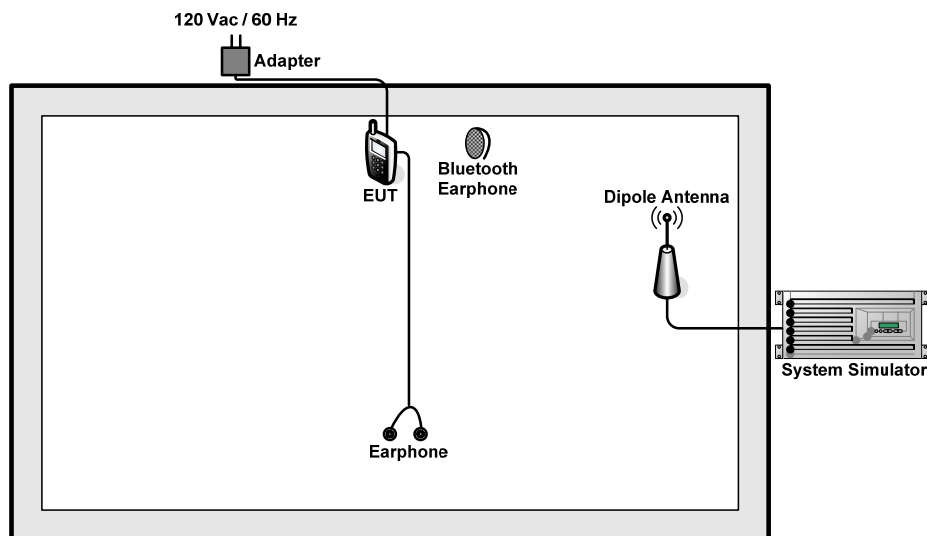 120 Vac / 60 Hz
Adapter
EUT
Bluetooth
Earphone
Dipole Antenna
System Simulator
Earphone